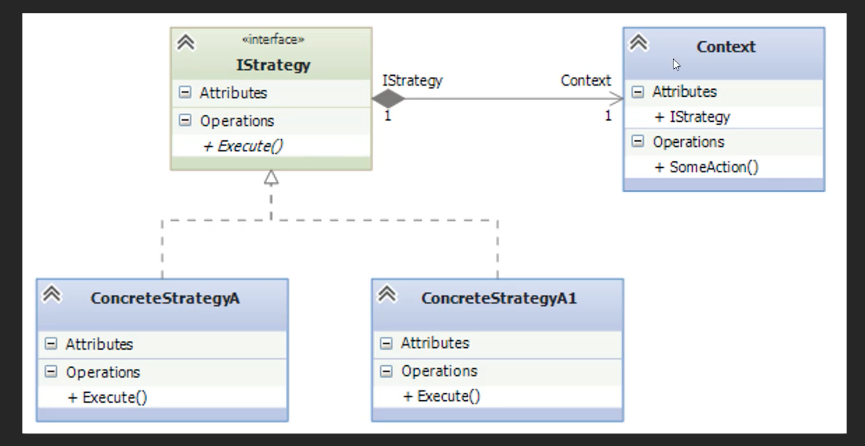 «interface»
IStrategy
Attributes
Operations
+ Execute()
IStrategy
1
Context
1
Context
Attributes
+ IStrategy
Operations
+ SomeAction()
ConcreteStrategyA
Attributes
Operations
+ Execute()
ConcreteStrategyA1
Attributes
Operations
+ Execute()